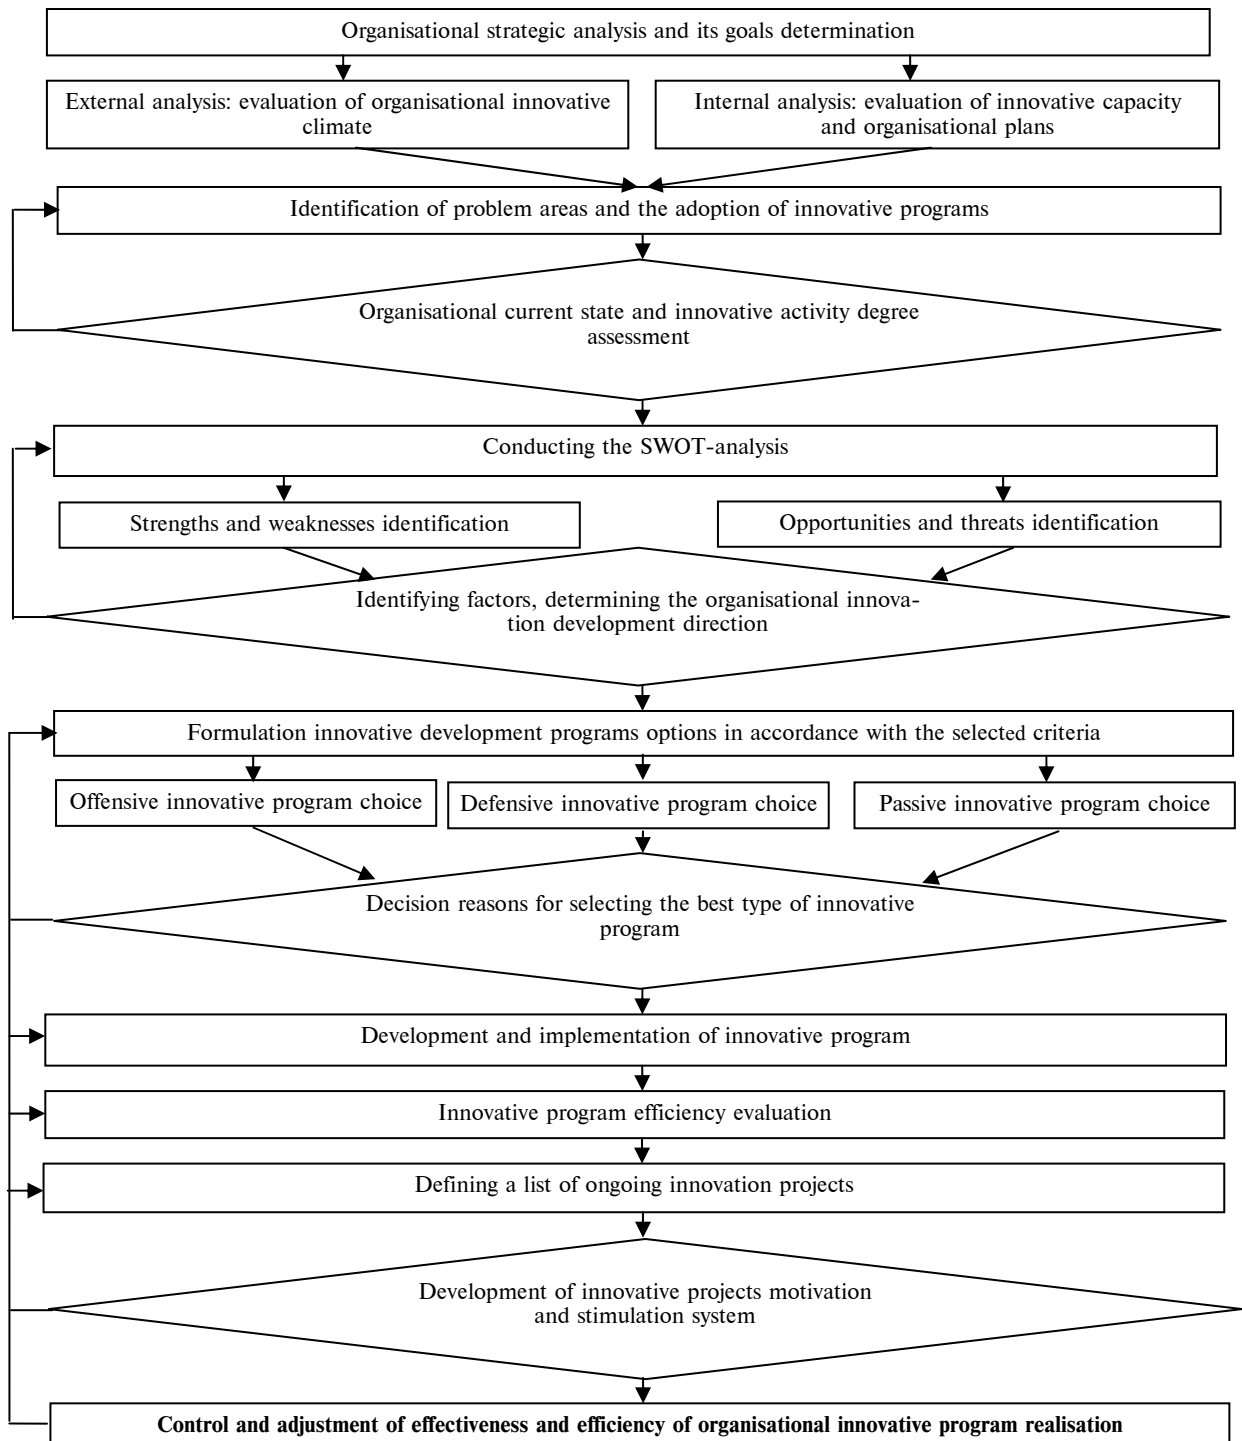 Organisational strategic analysis and its goals determination
External analysis: evaluation of organisational innovative
climate
Internal analysis: evaluation of innovative capacity
and organisational plans
Identification of problem areas and the adoption of innovative programs
Organisational current state and innovative activity degree
assessment
Conducting the SWOT-analysis
Strengths and weaknesses identification
Opportunities and threats identification
Identifying factors, determining the organisational innova-
tion development direction
Formulation innovative development programs options in accordance with the selected criteria
Offensive innovative program choice
Defensive innovative program choice
Passive innovative program choice
Decision reasons for selecting the best type of innovative
program
Development and implementation of innovative program
Innovative program efficiency evaluation
Defining a list of ongoing innovation projects
Development of innovative projects motivation
and stimulation system
Control and adjustment of effectiveness and efficiency of organisational innovative program realisation